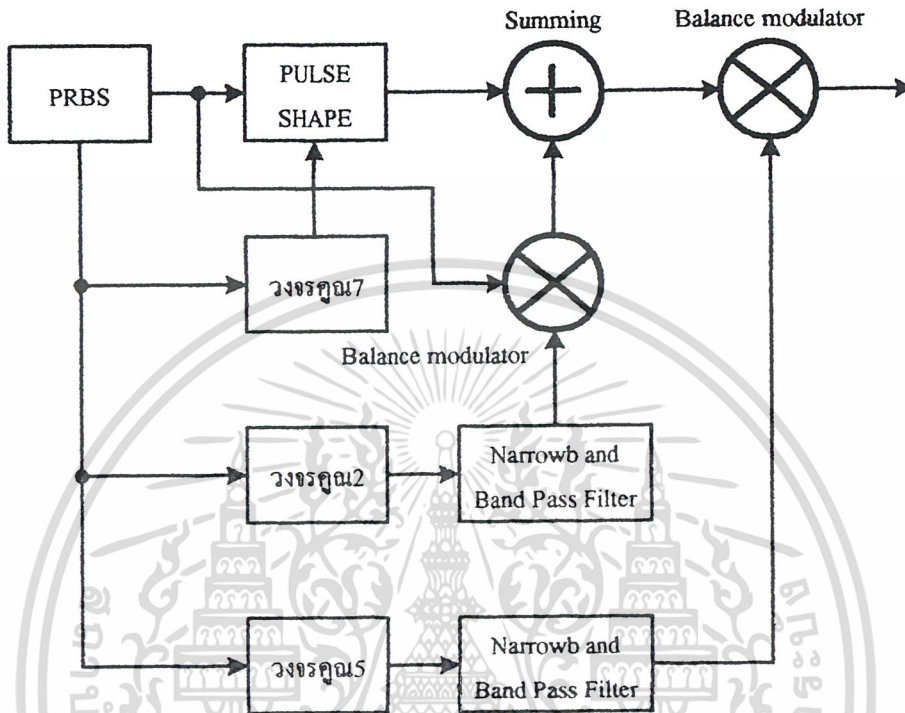 Summing
Balance modulator
PRBS
PULSE
SHAPE
วงจรคูณ7
Balance modulator
วงจรคูณ2
Narrowb and
Band Pass Filter
วงจรคูณ5
Narrowb and
Band Pass Filter